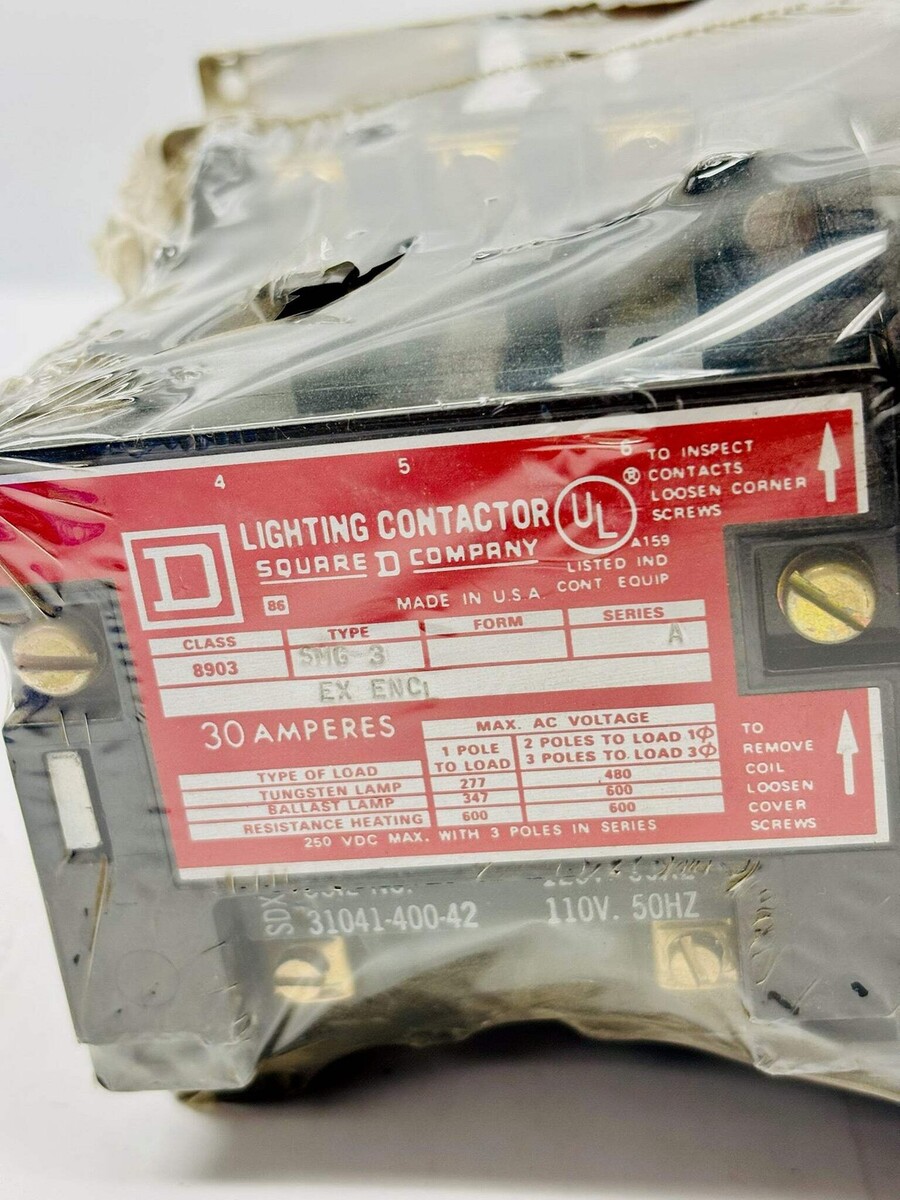 4 5 6
LIGHTING CONTACTOR
SQUARE D COMPANY
D
86
MADE IN U.S.A.
UL ®
A159
LISTED IND
CONT EQUIP
TO INSPECT
CONTACTS
LOOSEN CORNER
SCREWS
CLASS TYPE FORM SERIES
8903 SMG-3 A
EX ENCL
30 AMPERES
MAX. AC VOLTAGE
1 POLE
TO LOAD
2 POLES TO LOAD 1Φ
3 POLES TO LOAD 3Φ
TYPE OF LOAD
TUNGSTEN LAMP 277 480
BALLAST LAMP 347 600
RESISTANCE HEATING 600 600
250 VDC MAX. WITH 3 POLES IN SERIES
TO
REMOVE
COIL
LOOSEN
COVER
SCREWS
SDX
31041-400-42
110V. 50HZ